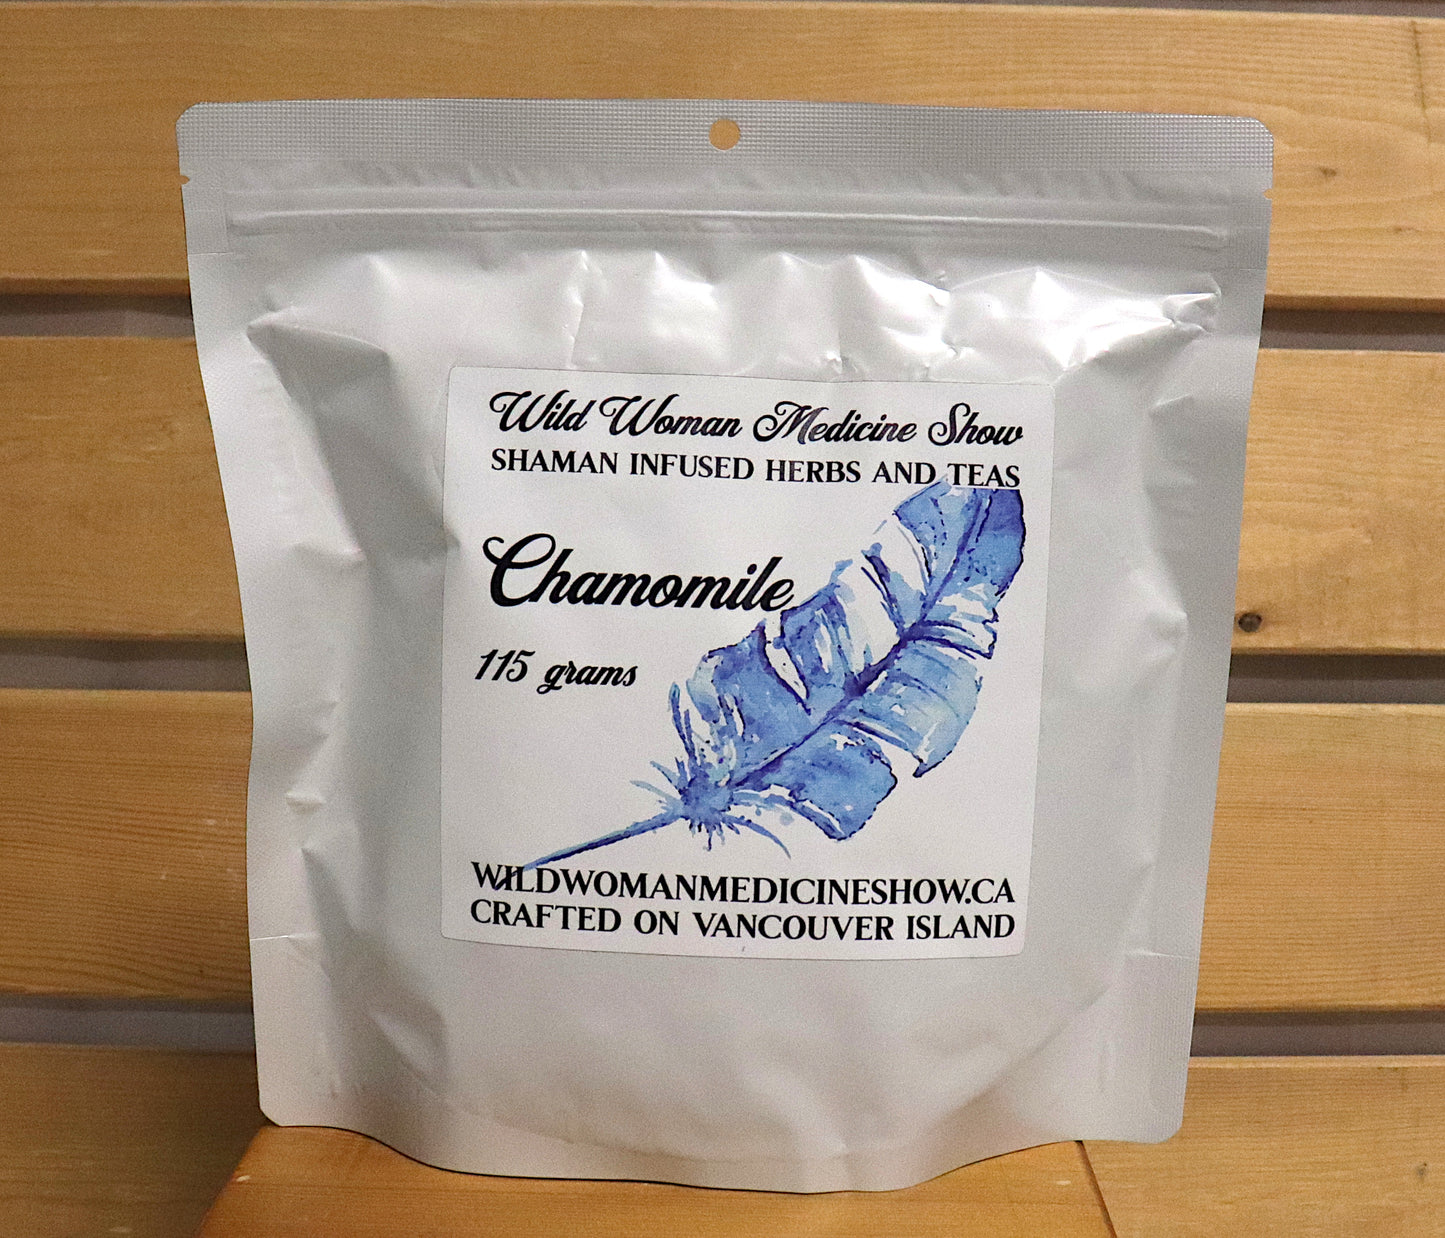 Wild Woman Medicine Show
SHAMAN INFUSED HERBS AND TEAS
Chamomile
115 grams
WILDWOMANMEDICINESHOW.CA
CRAFTED ON VANCOUVER ISLAND